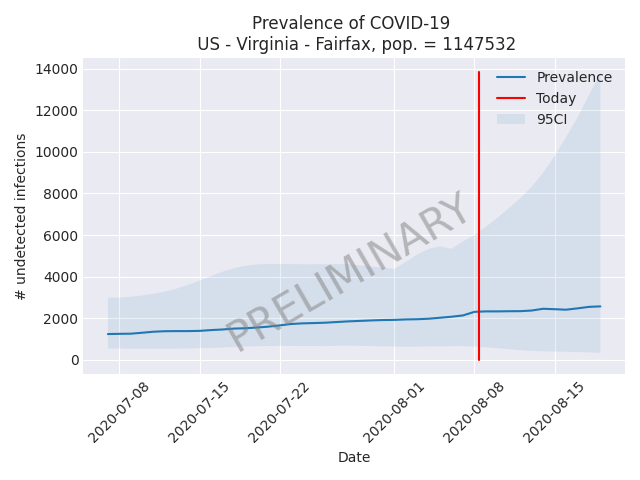 Prevalence of COVID-19
US - Virginia - Fairfax, pop. = 1147532
14000
12000
10000
8000
6000
4000
2000
0
# undetected infections
Prevalence
Today
95CI
PRELIMINARY
2020-07-08
2020-07-15
2020-07-22
2020-08-01
2020-08-08
2020-08-15
Date